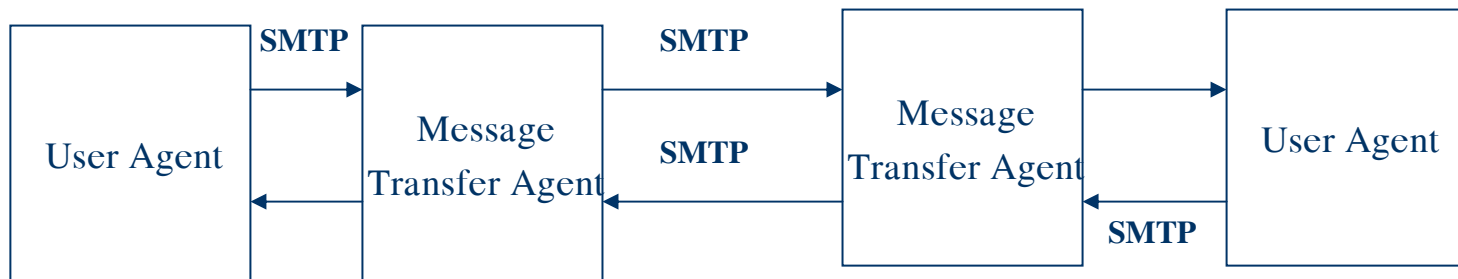 SMTP
SMTP
User Agent
Message
Transfer Agent
SMTP
Message
Transfer Agent
User Agent
SMTP